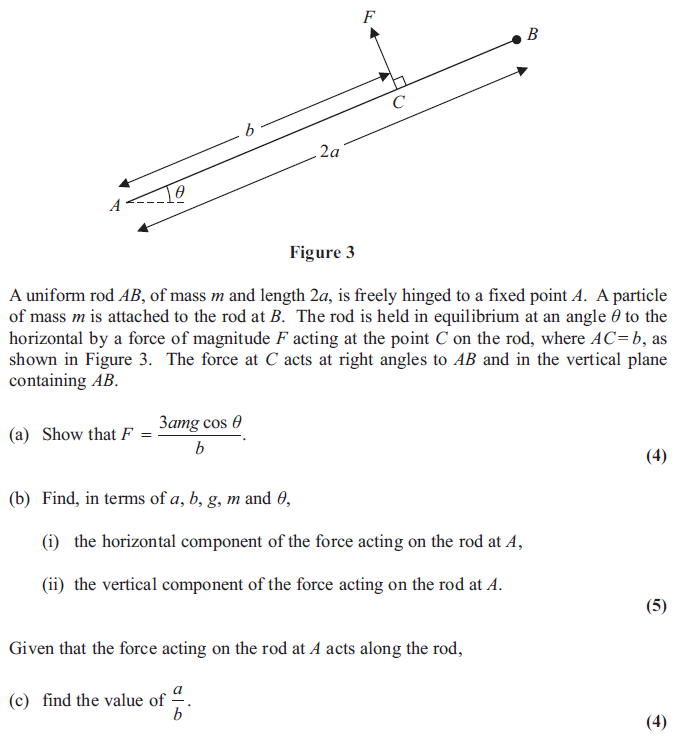 F
B
C
b
2a
θ
A
Figure 3
A uniform rod AB, of mass m and length 2a, is freely hinged to a fixed point A. A particle
of mass m is attached to the rod at B. The rod is held in equilibrium at an angle θ to the
horizontal by a force of magnitude F acting at the point C on the rod, where AC= b, as
shown in Figure 3. The force at C acts at right angles to AB and in the vertical plane
containing AB.
(a) Show that F = 3amg cos θ / b.
(4)
(b) Find, in terms of a, b, g, m and θ,
(i) the horizontal component of the force acting on the rod at A,
(ii) the vertical component of the force acting on the rod at A.
(5)
Given that the force acting on the rod at A acts along the rod,
(c) find the value of a/b.
(4)